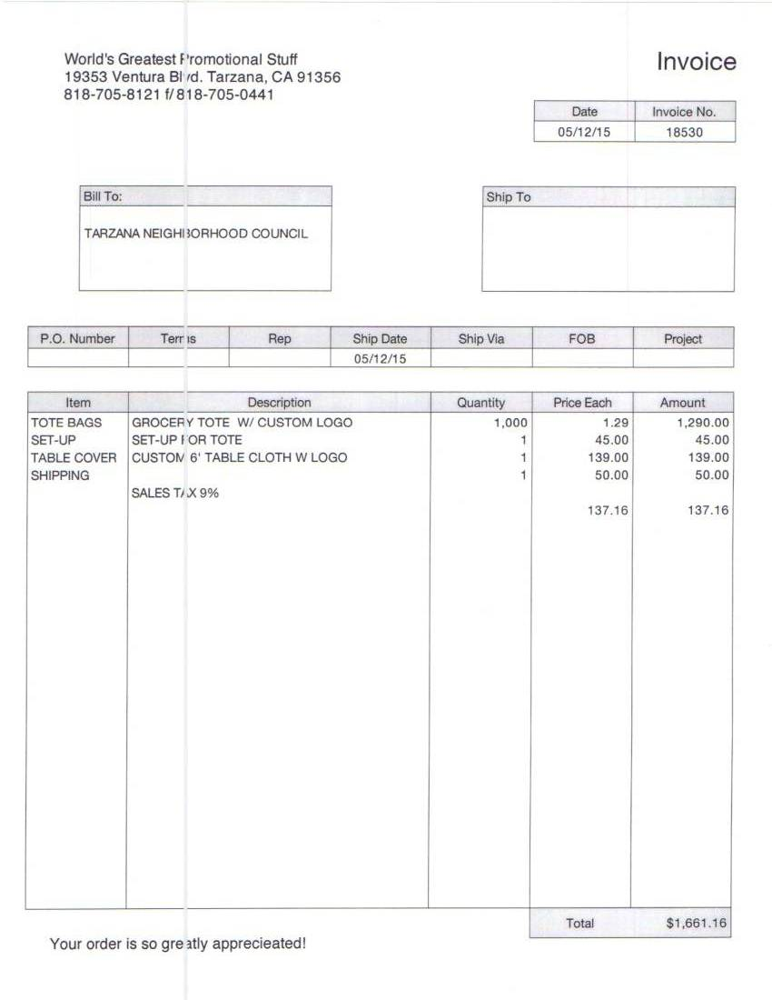 World's Greatest Promotional Stuff
19353 Ventura Blvd. Tarzana, CA 91356
818-705-8121 f/818-705-0441
Invoice
Date Invoice No.
05/12/15 18530
Bill To:
TARZANA NEIGHBORHOOD COUNCIL
Ship To
P.O. Number Terms Rep Ship Date Ship Via FOB Project
05/12/15
Item Description Quantity Price Each Amount
TOTE BAGS GROCERY TOTE W/ CUSTOM LOGO 1,000 1.29 1,290.00
SET-UP SET-UP FOR TOTE 1 45.00 45.00
TABLE COVER CUSTOM 6' TABLE CLOTH W LOGO 1 139.00 139.00
SHIPPING 1 50.00 50.00
SALES TAX 9%
137.16 137.16
Total $1,661.16
Your order is so greatly apprecieated!